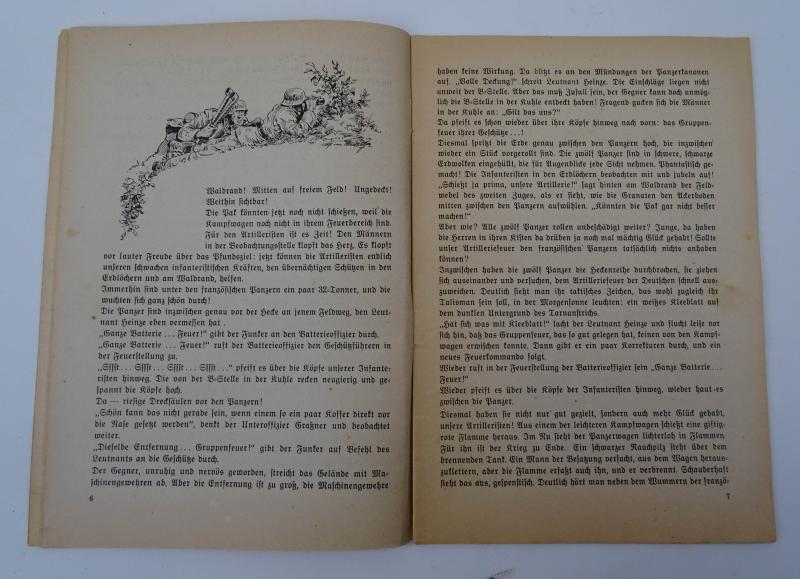 Waldrand! Mitten auf freiem Feld! Ungedeckt!
Weithin sichtbar!
Die Pak könnten jetzt noch nicht schießen, weil die
Kampfwagen noch nicht in ihrem Feuerbereich sind.
Für den Artilleristen ist es Zeit! Den Männern
in der Beobachtungsstelle klopft das Herz. Es klopft
vor lauter Freude über das Pfundsziel: jetzt können die Artilleristen endlich
unseren schwachen infanteristischen Kräften, den übernächtigen Schützen in den
Erdlöchern und am Waldrand, helfen.
Immerhin sind unter den französischen Panzern ein paar 32-Tonner, und die
wuchten sich ganz schön durch!
Die Panzer sind inzwischen genau vor der Hecke an jenem Feldweg, den Leut-
nant Heinze eben vermessen hat.
„Ganze Batterie ... Feuer!" gibt der Funker an den Batterieoffizier durch.
„Ganze Batterie ... Feuer!" ruft der Batterieoffizier den Geschützführern in
der Feuerstellung zu.
„Sssst ... Sssst ... Sssst ... Sssst ..." pfeift es über die Köpfe unserer Infante-
risten hinweg. Die von der B-Stelle in der Kuhle recken neugierig und ge-
spannt die Köpfe hoch.
Da — riesige Drecksäulen vor den Panzern!
„Schön kann das nicht gerade sein, wenn einem so ein paar Koffer direkt vor
die Nase gesetzt werden", denkt der Unteroffizier Graßner und beobachtet
weiter.
„Dieselbe Entfernung ... Gruppenfeuer!" gibt der Funker auf Befehl des
Leutnants an die Geschütze durch.
Der Gegner, unruhig und nervös geworden, streicht das Gelände mit Ma-
schinengewehren ab. Aber die Entfernung ist zu groß, die Maschinengewehre
6
haben keine Wirkung. Da blitzt es an den Mündungen der Panzerkanonen
auf. „Volle Deckung!" schreit Leutnant Heinze. Die Einschläge liegen nicht
unweit der B-Stelle. Aber das muß Zufall sein, der Gegner kann doch unmög-
lich die B-Stelle in der Kuhle entdeckt haben! Fragend gucken sich die Männer
in der Kuhle an: „Gilt das uns?"
Da pfeift es schon wieder über ihre Köpfe hinweg nach vorn: das Gruppen-
feuer ihrer Geschütze ...!
Diesmal spritzt die Erde genau zwischen den Panzern hoch, die inzwischen
wieder ein Stück vorgerollt sind. Die zwölf Panzer sind in schwere, schwarze
Erdwolken eingehüllt, die für Augenblicke jede Sicht nehmen. Phantastisch ge-
macht! Die Infanteristen in den Erdlöchern beobachten mit und jubeln auf!
„Schießt ja prima, unsere Artillerie!" sagt hinten am Waldrand der Feld-
webel des zweiten Zuges, als er sieht, wie die Granaten den Ackerboden
mitten zwischen den Panzern aufwühlen. „Könnten die Pak gar nicht besser
machen!"
Aber wie? Alle zwölf Panzer rollen unbeschädigt weiter? Junge, da haben
die Herren in ihren Kisten da drüben ja noch mal mächtig Glück gehabt! Sollte
unser Artilleriefeuer den französischen Panzern tatsächlich nichts anhaben
können?
Inzwischen haben die zwölf Panzer die Heckenreihe durchbrochen, sie ziehen
sich auseinander und versuchen, dem Artilleriefeuer der Deutschen schnell aus-
zuweichen. Deutlich sieht man ihr taktisches Zeichen, das wohl zugleich ihr
Talisman sein soll, in der Morgensonne leuchten: ein weißes Kleeblatt auf
dem dunklen Untergrund des Tarnanstrichs.
„Hat sich was mit Kleeblatt!" lacht der Leutnant Heinze und flucht leise vor
sich hin, daß das Gruppenfeuer, das so gut gelegen hat, keinen von den Kampf-
wagen erwischen konnte. Dann gibt er ein paar Korrekturen durch, und ein
neues Feuerkommando folgt.
Wieder ruft in der Feuerstellung der Batterieoffizier sein „Ganze Batterie ...
Feuer!"
Wieder pfeift es über die Köpfe der Infanteristen hinweg, wieder haut es
zwischen die Panzer.
Diesmal haben sie nicht nur gut gezielt, sondern auch mehr Glück gehabt,
unsere Artilleristen! Aus einem der leichteren Kampfwagen schießt eine giftig-
rote Flamme heraus. Im Nu steht der Panzerwagen lichterloh in Flammen.
Für ihn ist der Krieg zu Ende. Ein schwarzer Rauchpilz steht über dem
brennenden Tank. Ein Mann der Besatzung versucht, aus dem Wagen heraus-
zuklettern, aber die Flamme erfaßt auch ihn, und er verbrennt. Schauderhaft
sieht das aus, gespenstisch. Deutlich hört man neben dem Wummern der franzö-
7